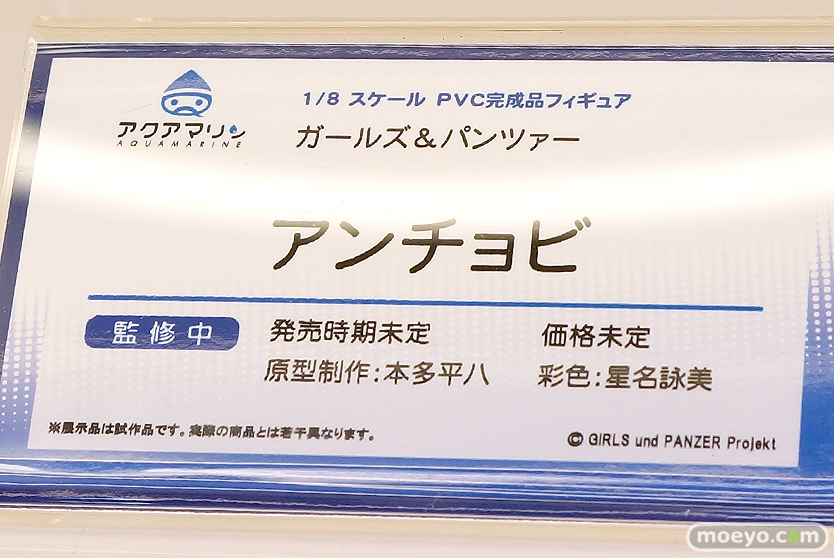 アクアマリン
AQUAMARINE
1/8 スケール PVC完成品フィギュア
ガールズ&パンツァー
アンチョビ
監修中 発売時期未定 価格未定
原型制作:本多平八 彩色:星名詠美
※展示品は試作品です。実際の商品とは若干異なります。
© GIRLS und PANZER Projekt
moeyo.com